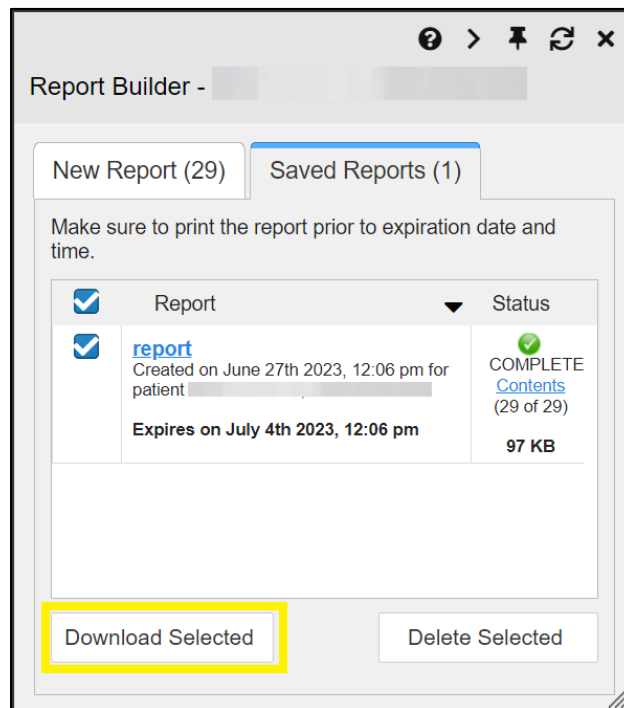 Report Builder -
New Report (29)
Saved Reports (1)
Make sure to print the report prior to expiration date and
time.
Report
Status
report
Created on June 27th 2023, 12:06 pm for
patient
Expires on July 4th 2023, 12:06 pm
COMPLETE
Contents
(29 of 29)
97 KB
Download Selected
Delete Selected